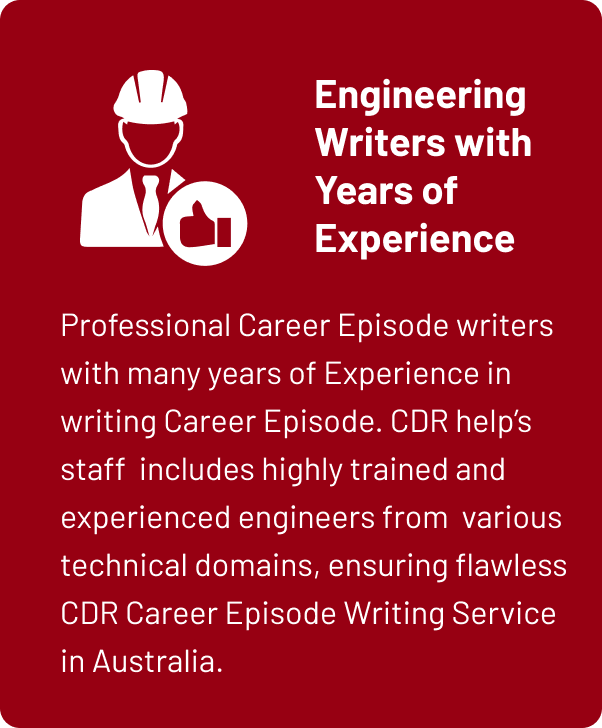 Engineering
Writers with
Years of
Experience
Professional Career Episode writers
with many years of Experience in
writing Career Episode. CDR help’s
staff  includes highly trained and
experienced engineers from  various
technical domains, ensuring flawless
CDR Career Episode Writing Service
in Australia.